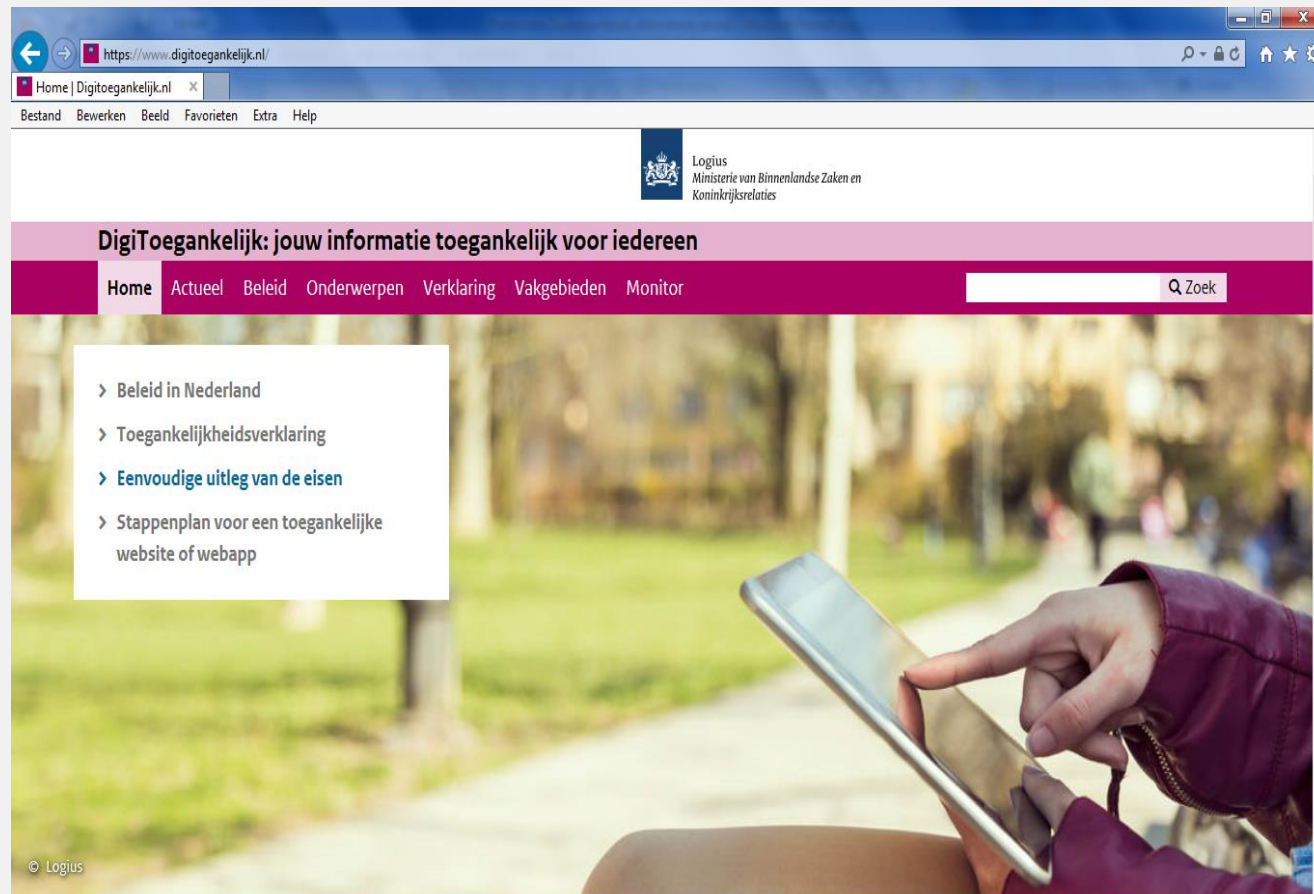 https://www.digitoegankelijk.nl/
Home | Digitoegankelijk.nl
Bestand Bewerken Beeld Favorieten Extra Help
Logius
Ministerie van Binnenlandse Zaken en
Koninkrijksrelaties
DigiToegankelijk: jouw informatie toegankelijk voor iedereen
Home Actueel Beleid Onderwerpen Verklaring Vakgebieden Monitor Zoek
Beleid in Nederland
Toegankelijkheidsverklaring
Eenvoudige uitleg van de eisen
Stappenplan voor een toegankelijke
website of webapp
© Logius